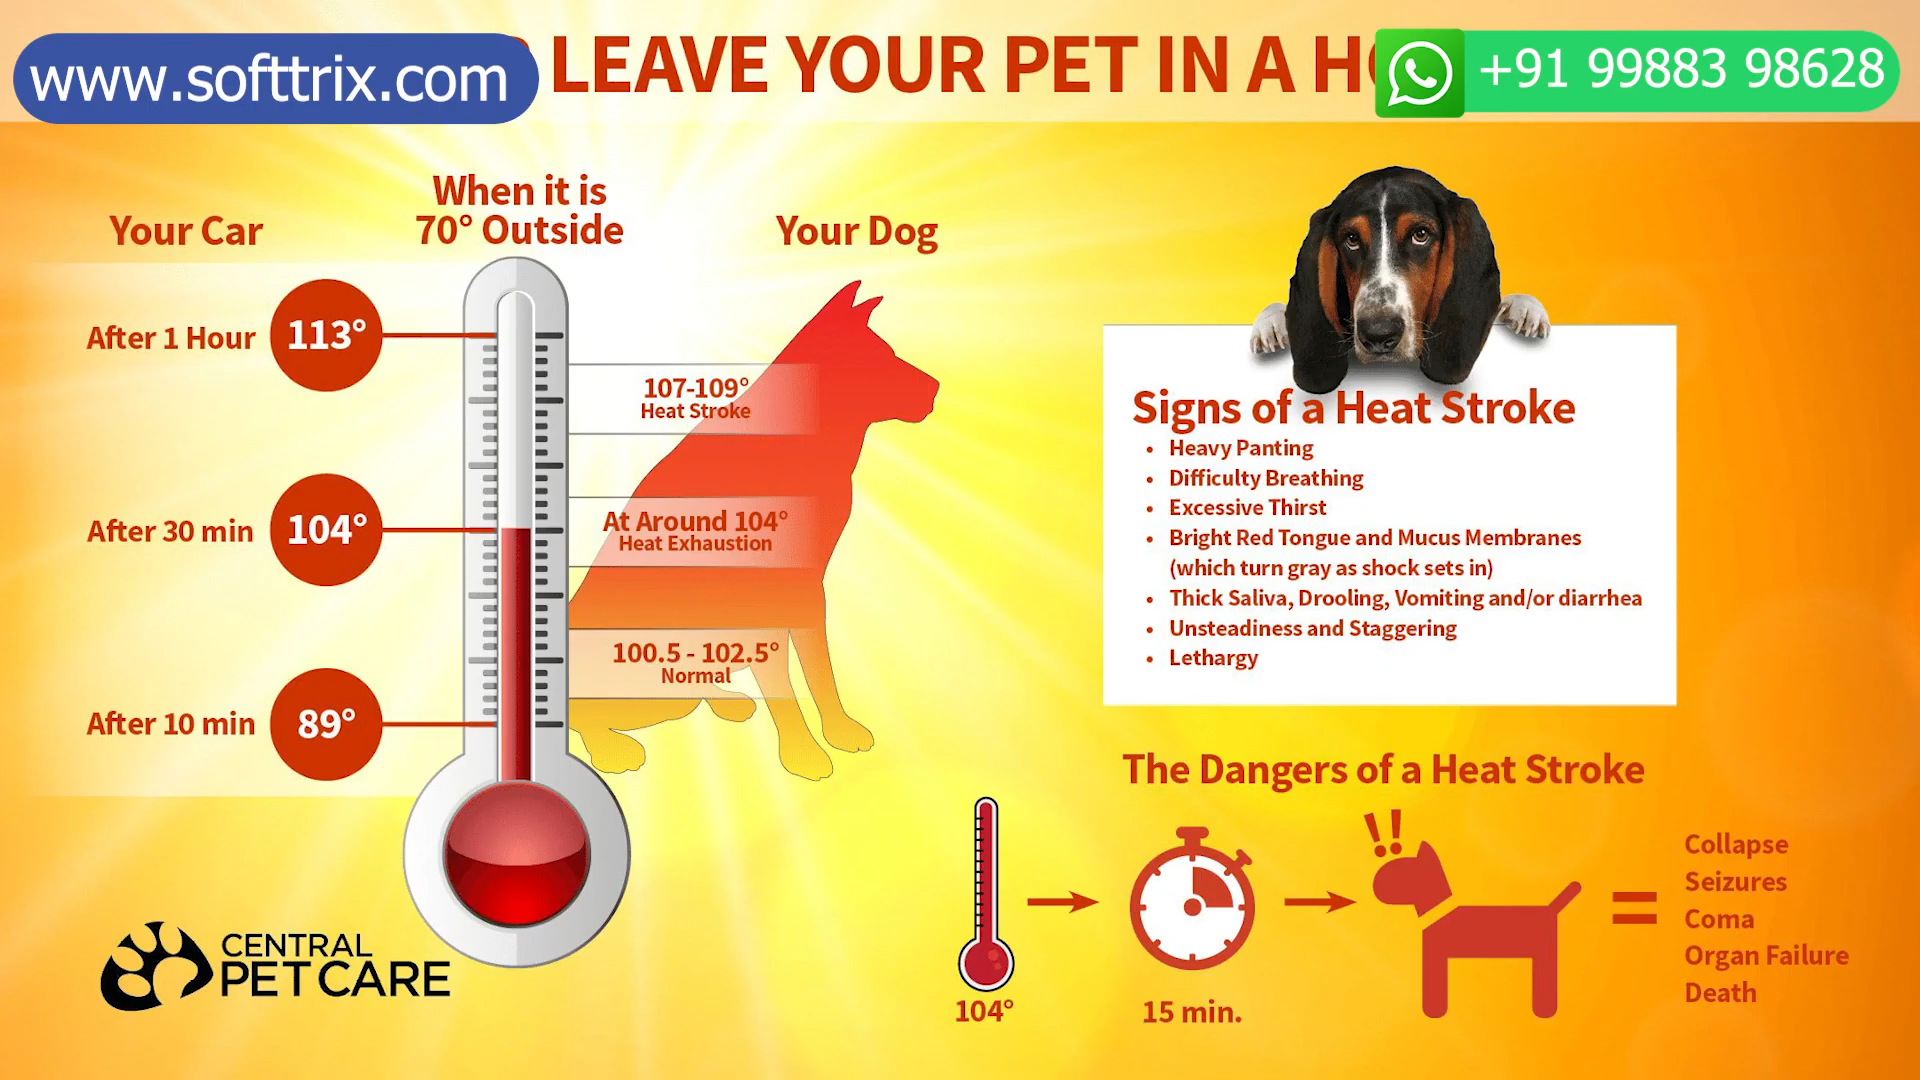 www.softtrix.com
LEAVE YOUR PET IN A
+91 99883 98628
When it is
70° Outside
Your Car
Your Dog
After 1 Hour 113°
107-109°
Heat Stroke
After 30 min 104°
At Around 104°
Heat Exhaustion
100.5 - 102.5°
Normal
After 10 min 89°
Signs of a Heat Stroke
• Heavy Panting
• Difficulty Breathing
• Excessive Thirst
• Bright Red Tongue and Mucus Membranes
(which turn gray as shock sets in)
• Thick Saliva, Drooling, Vomiting and/or diarrhea
• Unsteadiness and Staggering
• Lethargy
The Dangers of a Heat Stroke
104°
15 min.
!!
=
Collapse
Seizures
Coma
Organ Failure
Death
CENTRAL
PET CARE